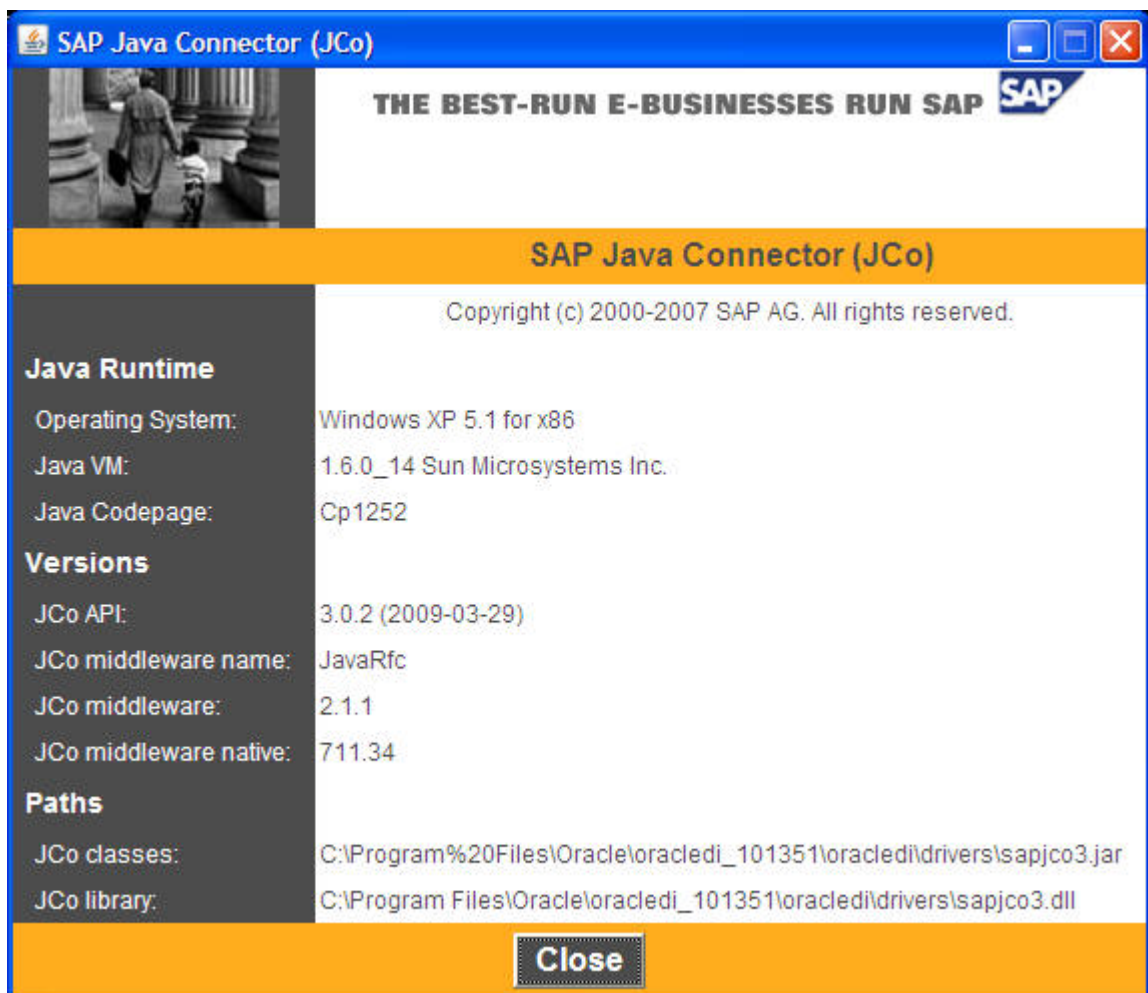 SAP Java Connector (JCo)
THE BEST-RUN E-BUSINESSES RUN SAP SAP
SAP Java Connector (JCo)
Copyright (c) 2000-2007 SAP AG. All rights reserved.
Java Runtime
Operating System: Windows XP 5.1 for x86
Java VM: 1.6.0_14 Sun Microsystems Inc.
Java Codepage: Cp1252
Versions
JCo API: 3.0.2 (2009-03-29)
JCo middleware name: JavaRfc
JCo middleware: 2.1.1
JCo middleware native: 711.34
Paths
JCo classes: C:\Program%20Files\Oracle\oracledi_101351\oracledi\drivers\sapjco3.jar
JCo library: C:\Program Files\Oracle\oracledi_101351\oracledi\drivers\sapjco3.dll
Close